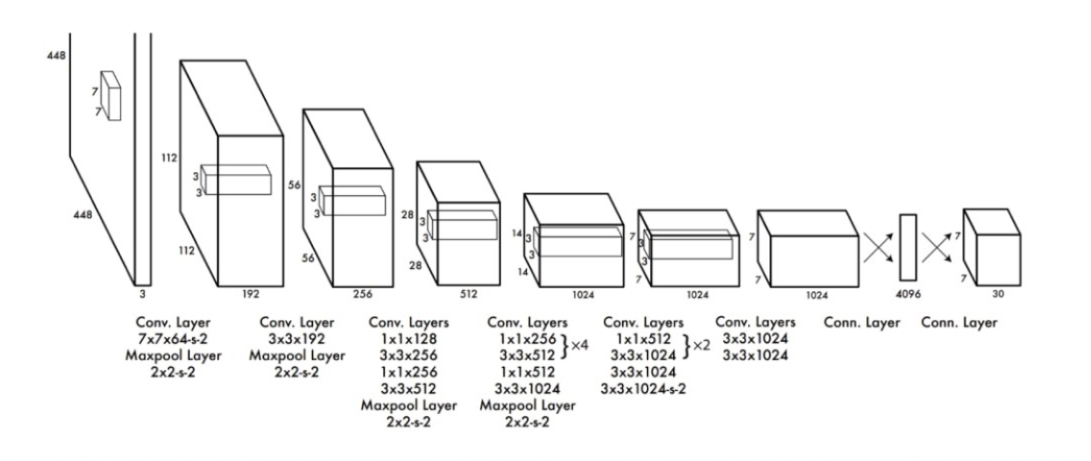 448
7
7
448
3
112
3
3
112
192
56
3
3
56
256
28
3
3
28
512
14
3
3
14
1024
7
3
3
7
1024
7
7
1024
4096
7
7
30
Conv. Layer
7x7x64-s-2
Maxpool Layer
2x2-s-2
Conv. Layer
3x3x192
Maxpool Layer
2x2-s-2
Conv. Layers
1x1x128
3x3x256
1x1x256
3x3x512
Maxpool Layer
2x2-s-2
Conv. Layers
1x1x256
3x3x512
}x4
1x1x512
3x3x1024
Maxpool Layer
2x2-s-2
Conv. Layers
1x1x512
3x3x1024
}x2
3x3x1024
3x3x1024-s-2
Conv. Layers
3x3x1024
3x3x1024
Conn. Layer
Conn. Layer